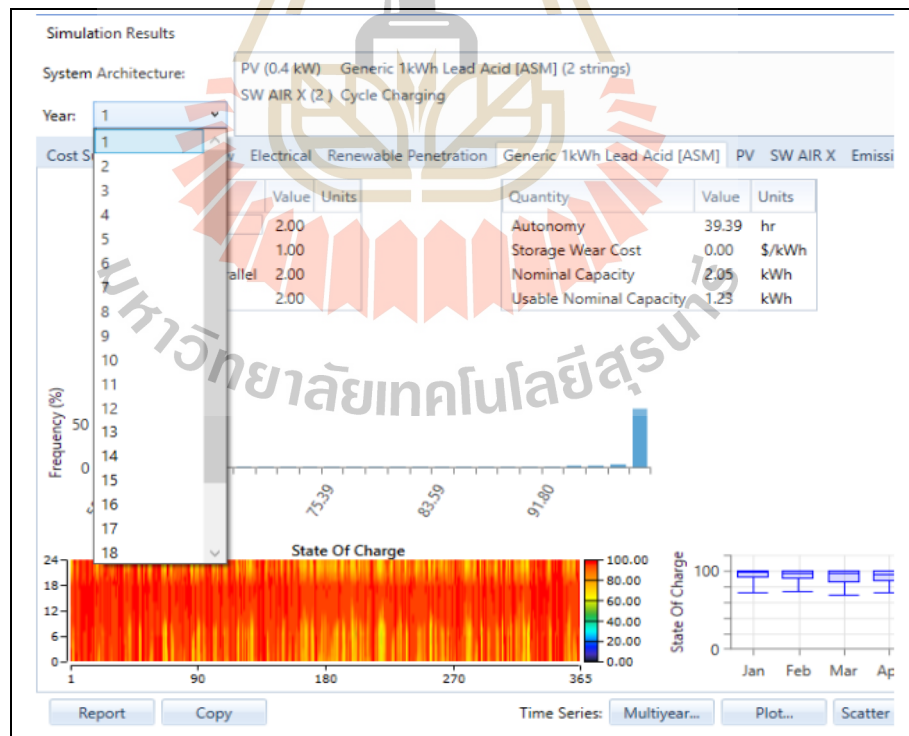 Simulation Results
System Architecture:
PV (0.4 kW) Generic 1kWh Lead Acid [ASM] (2 strings)
SW AIR X (2 ) Cycle Charging
Year: 1
1
2
3
4
5
6
7
8
9
10
11
12
13
14
15
16
17
18
Cost S Electrical Renewable Penetration Generic 1kWh Lead Acid [ASM] PV SW AIR X Emissi
Value Units
2.00
1.00
rallel 2.00
2.00
Quantity Value Units
Autonomy 39.39 hr
Storage Wear Cost 0.00 $/kWh
Nominal Capacity 2.05 kWh
Usable Nominal Capacity 1.23 kWh
มหาวิทยาลัยเทคโนโลยีสุรนารี
Frequency (%)
50
0
75.39 83.59 91.80
State Of Charge
24
18
12
6
0
1 90 180 270 365
100.00
80.00
60.00
40.00
20.00
0.00
State Of Charge
100
0
Jan Feb Mar Ap
Report Copy Time Series: Multiyear... Plot... Scatter